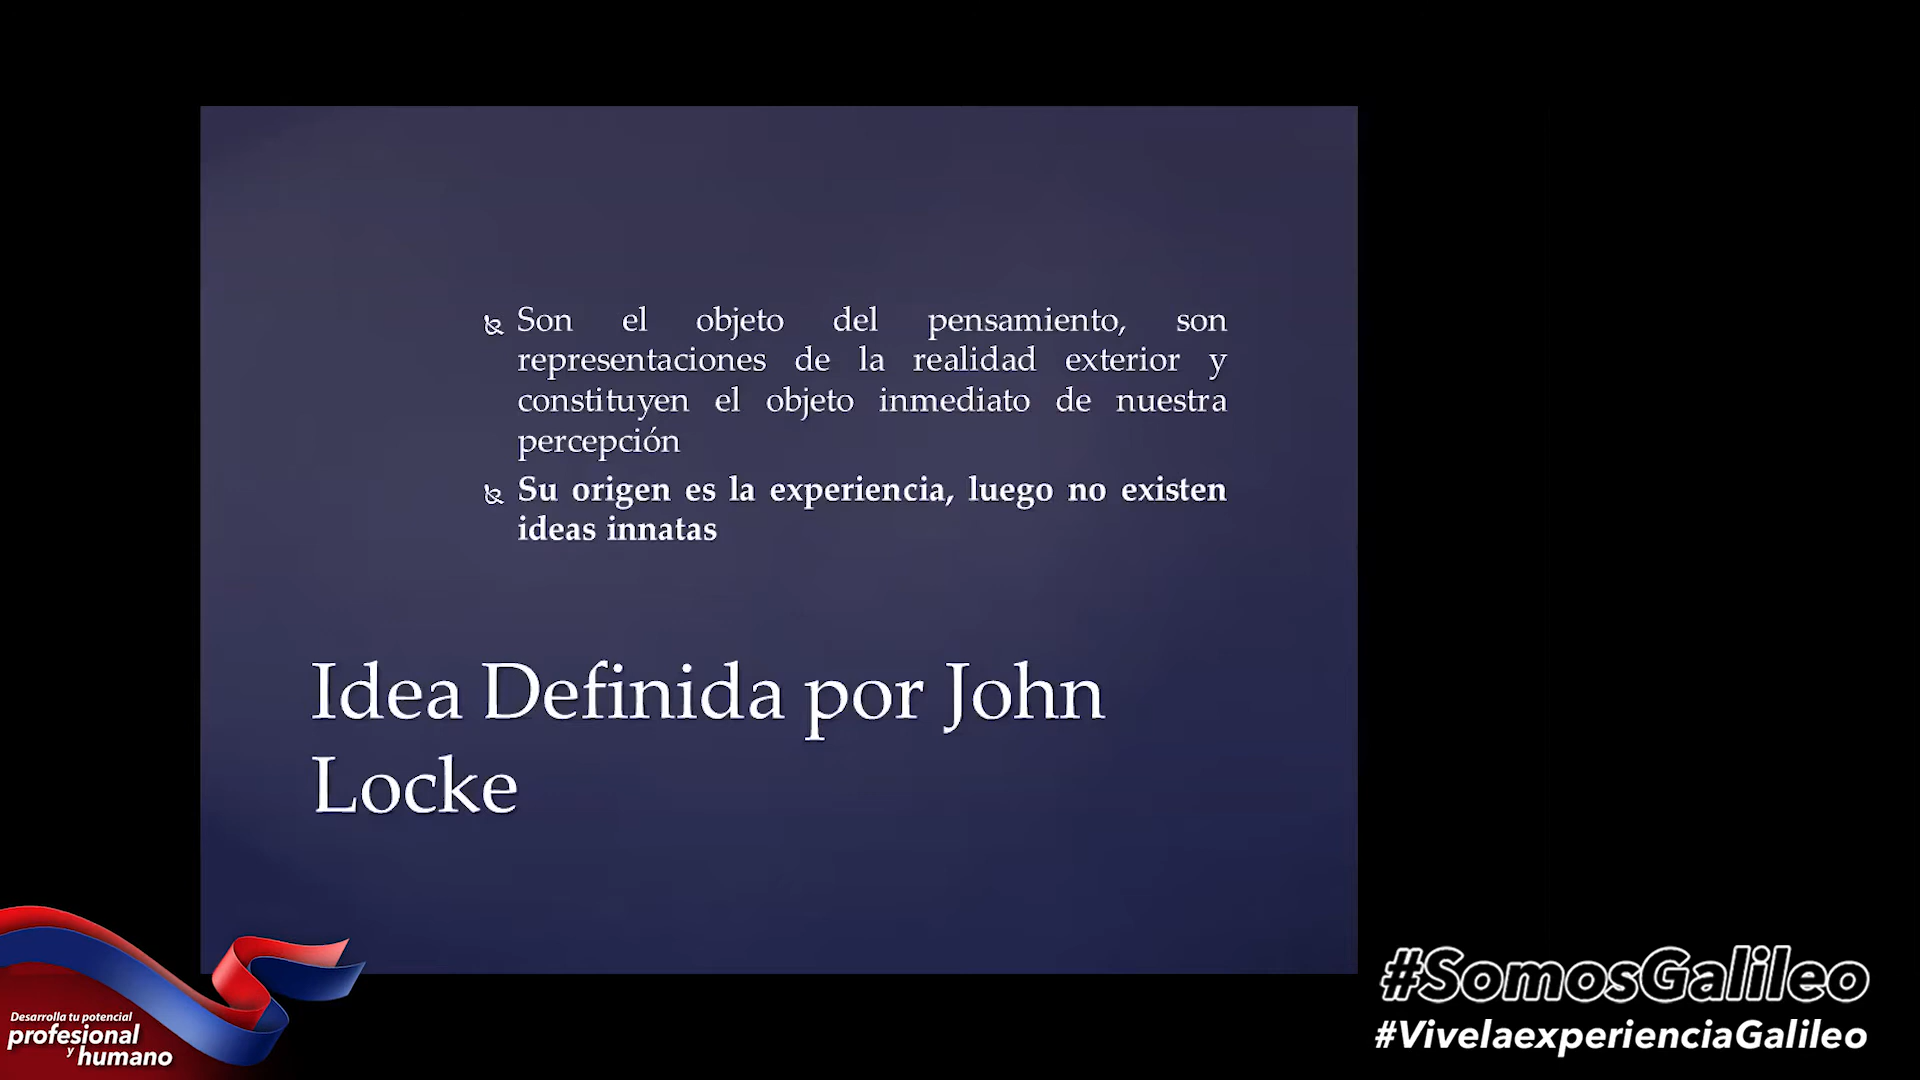 Son el objeto del pensamiento, son
representaciones de la realidad exterior y
constituyen el objeto inmediato de nuestra
percepción
Su origen es la experiencia, luego no existen
ideas innatas
Idea Definida por John
Locke
Desarrolla tu potencial
profesional
y humano
#SomosGalileo
#VivelaexperienciaGalileo